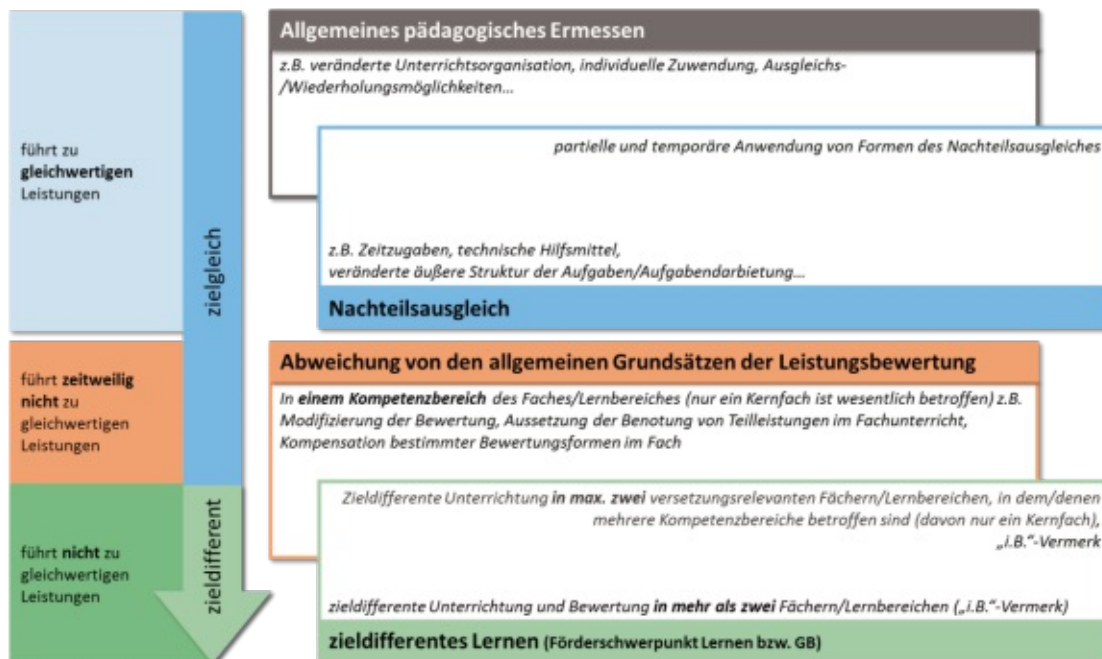 führt zu
gleichwertigen
Leistungen
führt zeitweilig
nicht zu
gleichwertigen
Leistungen
führt nicht zu
gleichwertigen
Leistungen
zielgleich
zieldifferent
Allgemeines pädagogisches Ermessen
z.B. veränderte Unterrichtsorganisation, individuelle Zuwendung, Ausgleichs-
/Wiederholungsmöglichkeiten...
partielle und temporäre Anwendung von Formen des Nachteilsausgleiches
z.B. Zeitzugaben, technische Hilfsmittel,
veränderte äußere Struktur der Aufgaben/Aufgabendarbietung...
Nachteilsausgleich
Abweichung von den allgemeinen Grundsätzen der Leistungsbewertung
In einem Kompetenzbereich des Faches/Lernbereiches (nur ein Kernfach ist wesentlich betroffen) z.B.
Modifizierung der Bewertung, Aussetzung der Benotung von Teilleistungen im Fachunterricht,
Kompensation bestimmter Bewertungsformen im Fach
Zieldifferente Unterrichtung in max. zwei versetzungsrelevanten Fächern/Lernbereichen, in dem/denen
mehrere Kompetenzbereiche betroffen sind (davon nur ein Kernfach),
„i.B."-Vermerk
zieldifferente Unterrichtung und Bewertung in mehr als zwei Fächern/Lernbereichen („i.B."-Vermerk)
zieldifferentes Lernen (Förderschwerpunkt Lernen bzw. GB)